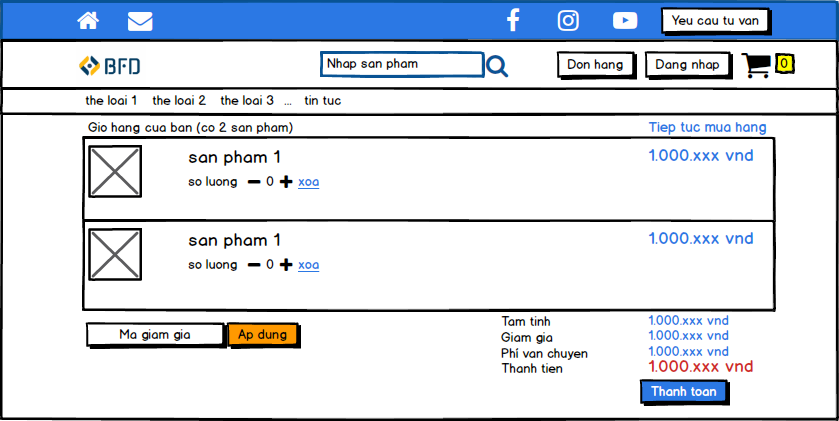 Yeu cau tu van
BFD
Nhap san pham
Don hang
Dang nhap
0
the loai 1 the loai 2 the loai 3 ... tin tuc
Gio hang cua ban (co 2 san pham)
Tiep tuc mua hang
san pham 1
1.000.xxx vnd
so luong 0 xoa
san pham 1
1.000.xxx vnd
so luong 0 xoa
Ma giam gia
Ap dung
Tam tinh 1.000.xxx vnd
Giam gia 1.000.xxx vnd
Phí van chuyen 1.000.xxx vnd
Thanh tien 1.000.xxx vnd
Thanh toan